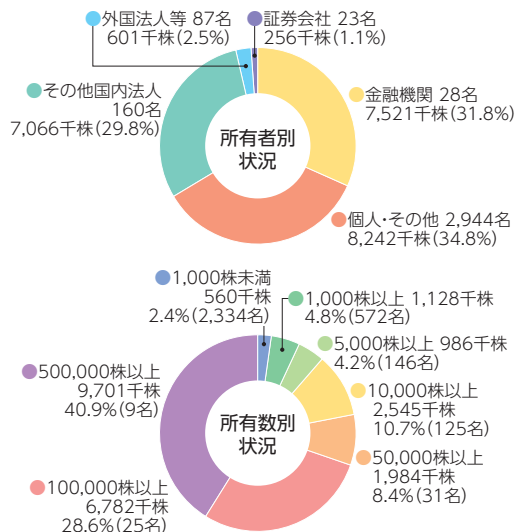 外国法人等 87名
601千株(2.5%)
証券会社 23名
256千株(1.1%)
その他国内法人
160名
7,066千株(29.8%)
金融機関 28名
7,521千株(31.8%)
所有者別
状況
個人・その他 2,944名
8,242千株(34.8%)
1,000株未満
560千株
2.4%(2,334名)
1,000株以上 1,128千株
4.8%(572名)
5,000株以上 986千株
4.2%(146名)
500,000株以上
9,701千株
40.9%(9名)
10,000株以上
2,545千株
10.7%(125名)
所有数別
状況
50,000株以上
1,984千株
8.4%(31名)
100,000株以上
6,782千株
28.6%(25名)